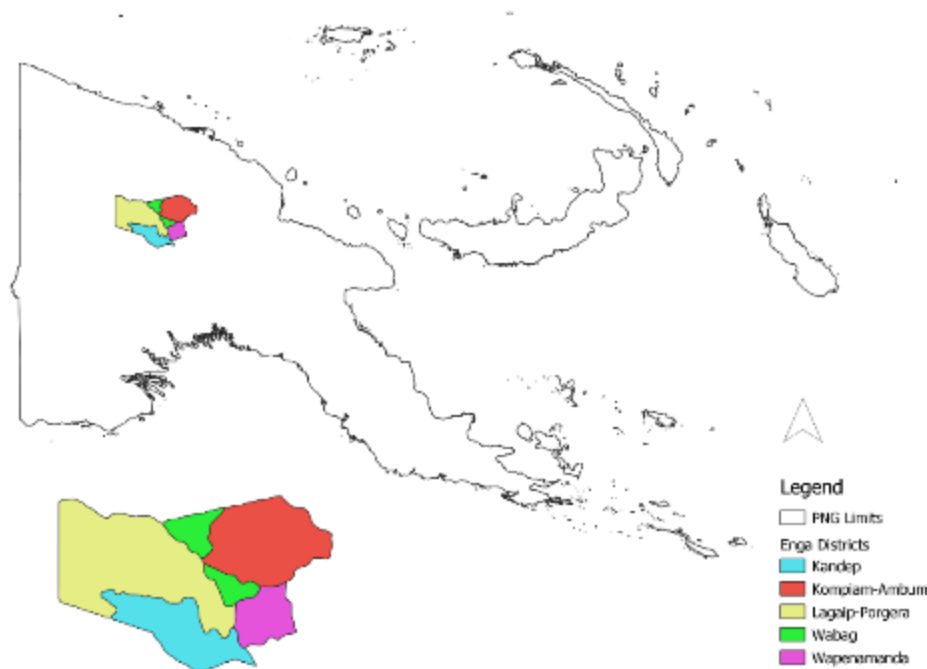 Legend
PNG Limits
Enga Districts
Kandep
Kompiam-Ambum
Lagaip-Porgera
Wabag
Wapenamanda